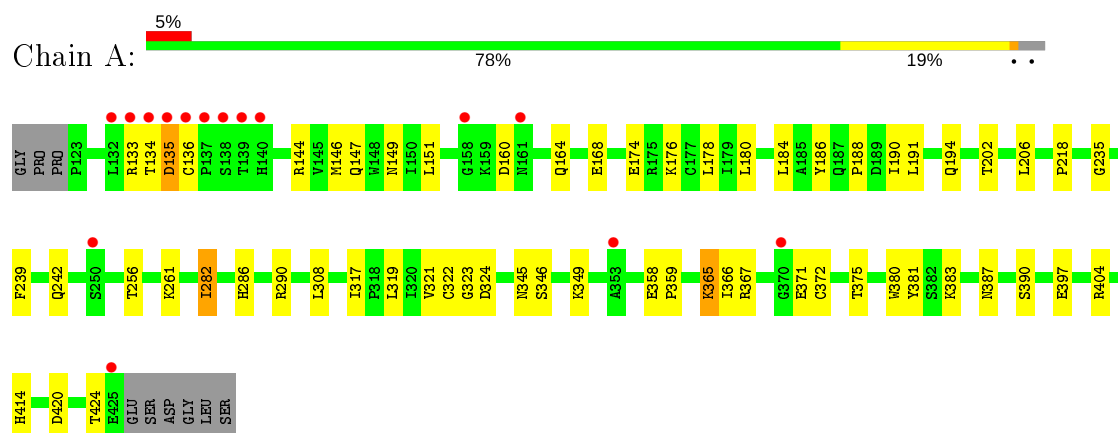 5%
Chain A:
78% 19% • •
GLY PRO PRO P123 L132 R133 T134 D135 C136 P137 S138 T139 H140 R144 V145 M146 Q147 W148 N149 I150 L151 G158 K159 D160 N161 Q164 E168 E174 R175 K176 C177 L178 I179 L180 L184 A185 Y186 Q187 P188 D189 I190 L191 Q194 T202 L206 P218 G235
F239 Q242 S250 T256 K261 I282 H286 R290 L308 I317 P318 L319 I320 V321 C322 G323 D324 N345 S346 K349 A353 E358 P359 K365 I366 R367 G370 E371 C372 T375 W380 Y381 S382 K383 N387 S390 E397 R404
H414 D420 T424 E425 GLU SER ASP GLY LEU SER